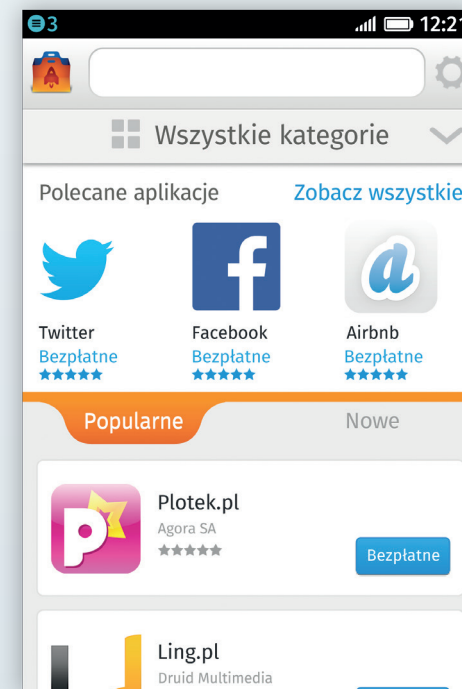 3 12:21
Wszystkie kategorie
Polecane aplikacje Zobacz wszystkie
Twitter Facebook Airbnb
Bezpłatne Bezpłatne Bezpłatne
Popularne Nowe
Plotek.pl
Agora SA
Bezpłatne
Ling.pl
Druid Multimedia